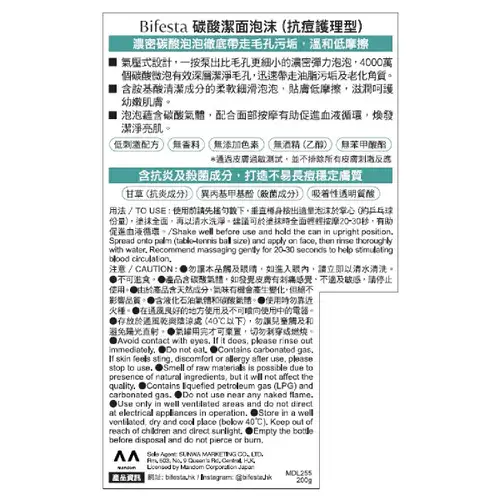 Bifesta 碳酸潔面泡沫 (抗痘護理型)
濃密碳酸泡泡徹底帶走毛孔污垢，溫和低摩擦
■ 氣壓式設計，一按泵出比毛孔更細小的濃密彈力泡泡，4000萬
個碳酸微泡有效深層潔淨毛孔，迅速帶走油脂污垢及老化角質。
■ 含胺基酸清潔成分的柔軟細滑泡泡，貼膚低摩擦，滋潤呵護
幼嫩肌膚。
■ 泡泡蘊含碳酸氣體，配合面部按摩有助促進血液循環，煥發
潔淨亮肌。
低刺激配方 無香料 無添加色素 無酒精 (乙醇) 無苯甲酸酯
*通過皮膚過敏測試，並不排除所有皮膚刺激反應
含抗炎及殺菌成分，打造不易長痘穩定膚質
甘草 (抗炎成分) 異丙基甲基酚 (殺菌成分) 吸着性透明質酸
用法 / TO USE : 使用前請先搖勻數下，垂直樽身按出適量泡沫於掌心 (約乒乓球
份量)，塗抹全面，再以清水洗淨。建議可於塗抹時全面輕輕按摩20-30秒，有助
促進血液循環。/Shake well before use and hold the can in upright position.
Spread onto palm (table-tennis ball size) and apply on face, then rinse thoroughly
with water. Recommend massaging gently for 20-30 seconds to help stimulating
blood circulation.
注意 / CAUTION : ●勿讓本品觸及眼睛，如進入眼內，請立即以清水清洗。
●不可進食。●產品含碳酸氣體，如發覺皮膚有刺痛感覺、不適及敏感，請停止
使用。●由於產品含天然成分，氣味有機會產生變化，但絕不
影響品質。●含液化石油氣體和碳酸氣體。●使用時勿靠近
火種。●在通風良好的地方使用及不可噴向使用中的電器。
●存放於通風乾爽陰涼處 (40℃以下)，勿讓兒童觸及和
避免陽光直射。●氣罐用完才可棄置，切勿刺穿或燃燒。
●Avoid contact with eyes. If it does, please rinse out
immediately. ●Do not eat. ●Contains carbonated gas.
If skin feels sting, discomfort or allergy after use, please
stop to use. ●Smell of raw materials is possible due to
presence of natural ingredients, but it will not affect the
quality. ●Contains liquefied petroleum gas (LPG) and
carbonated gas. ●Do not use near any naked flame.
●Use only in well ventilated areas and do not direct
at electrical appliances in operation. ●Store in a well
ventilated, dry and cool place (below 40℃). Keep out of
reach of children and direct sunlight. ●Empty the bottle
before disposal and do not pierce or burn.
mandom
Sole Agent: SUNWA MARKETING CO., LTD.
Rm. 503, No. 9 Queen's Road, Central, H.K.
Licensed by Mandom Corporation Japan
產品資訊 網址: bifesta.hk / Instagram: @bifesta.hk
MDL255
200g